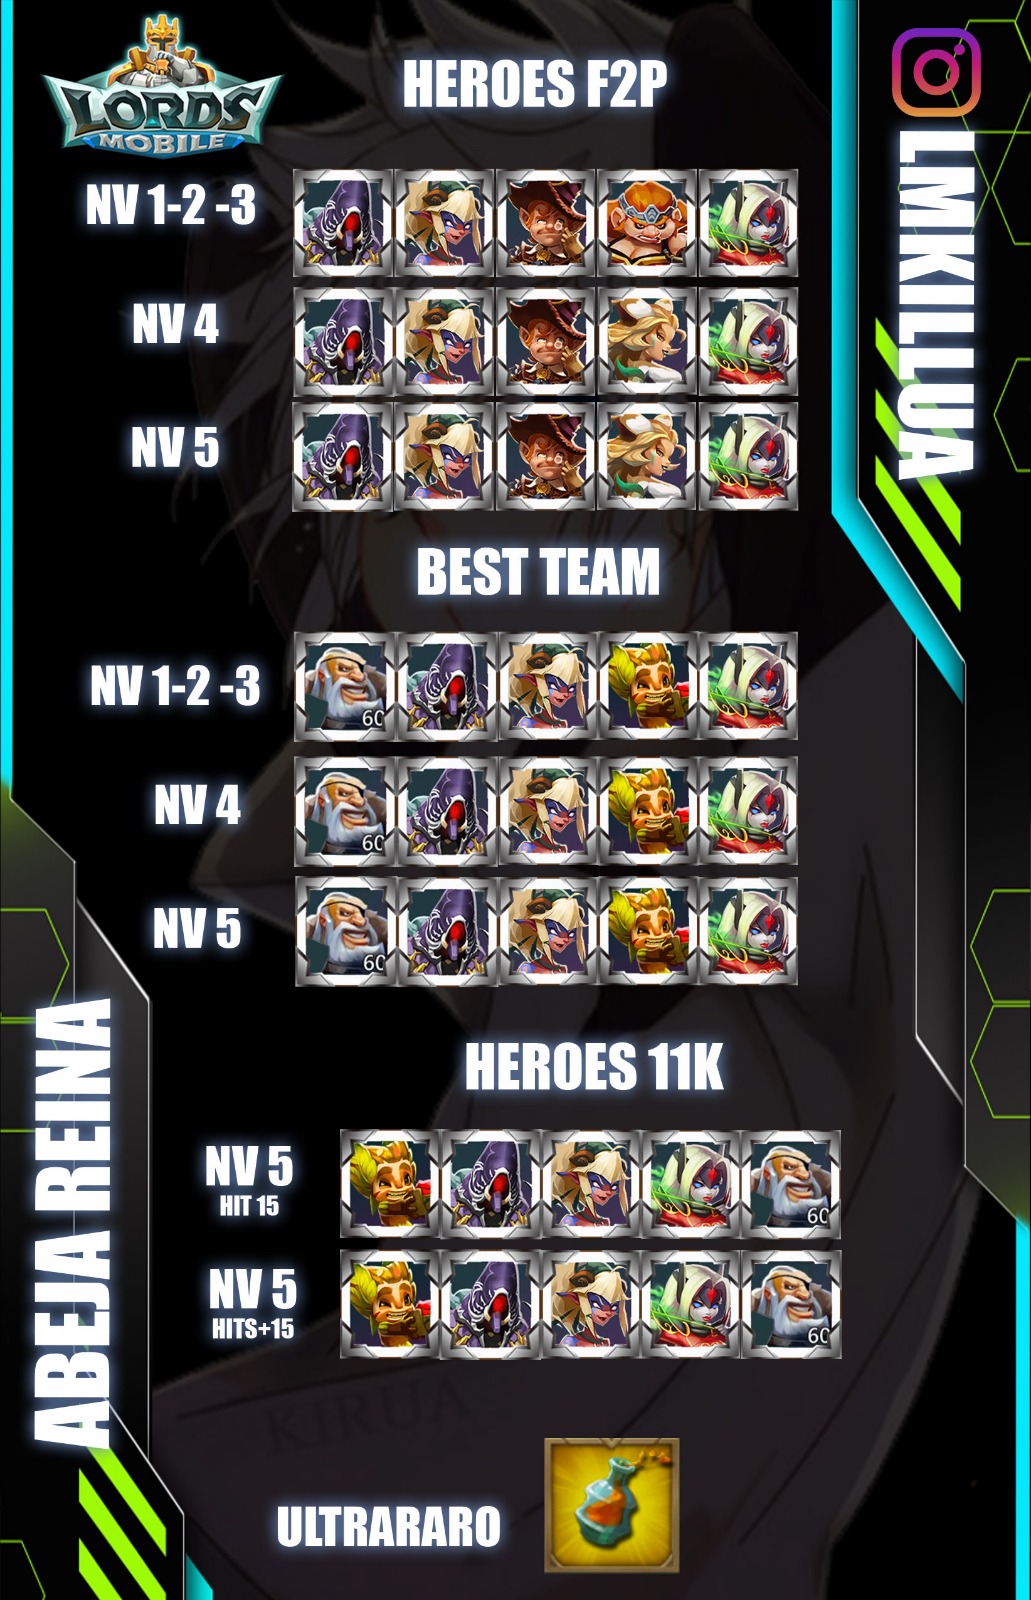 LORDS
MOBILE
HEROES F2P
LMKILLUA
NV 1-2 -3
NV 4
NV 5
BEST TEAM
NV 1-2 -3
60
NV 4
60
NV 5
60
ABEJA REINA
HEROES 11K
NV 5
HIT 15
60
NV 5
HITS+15
60
KIRUA
ULTRARARO